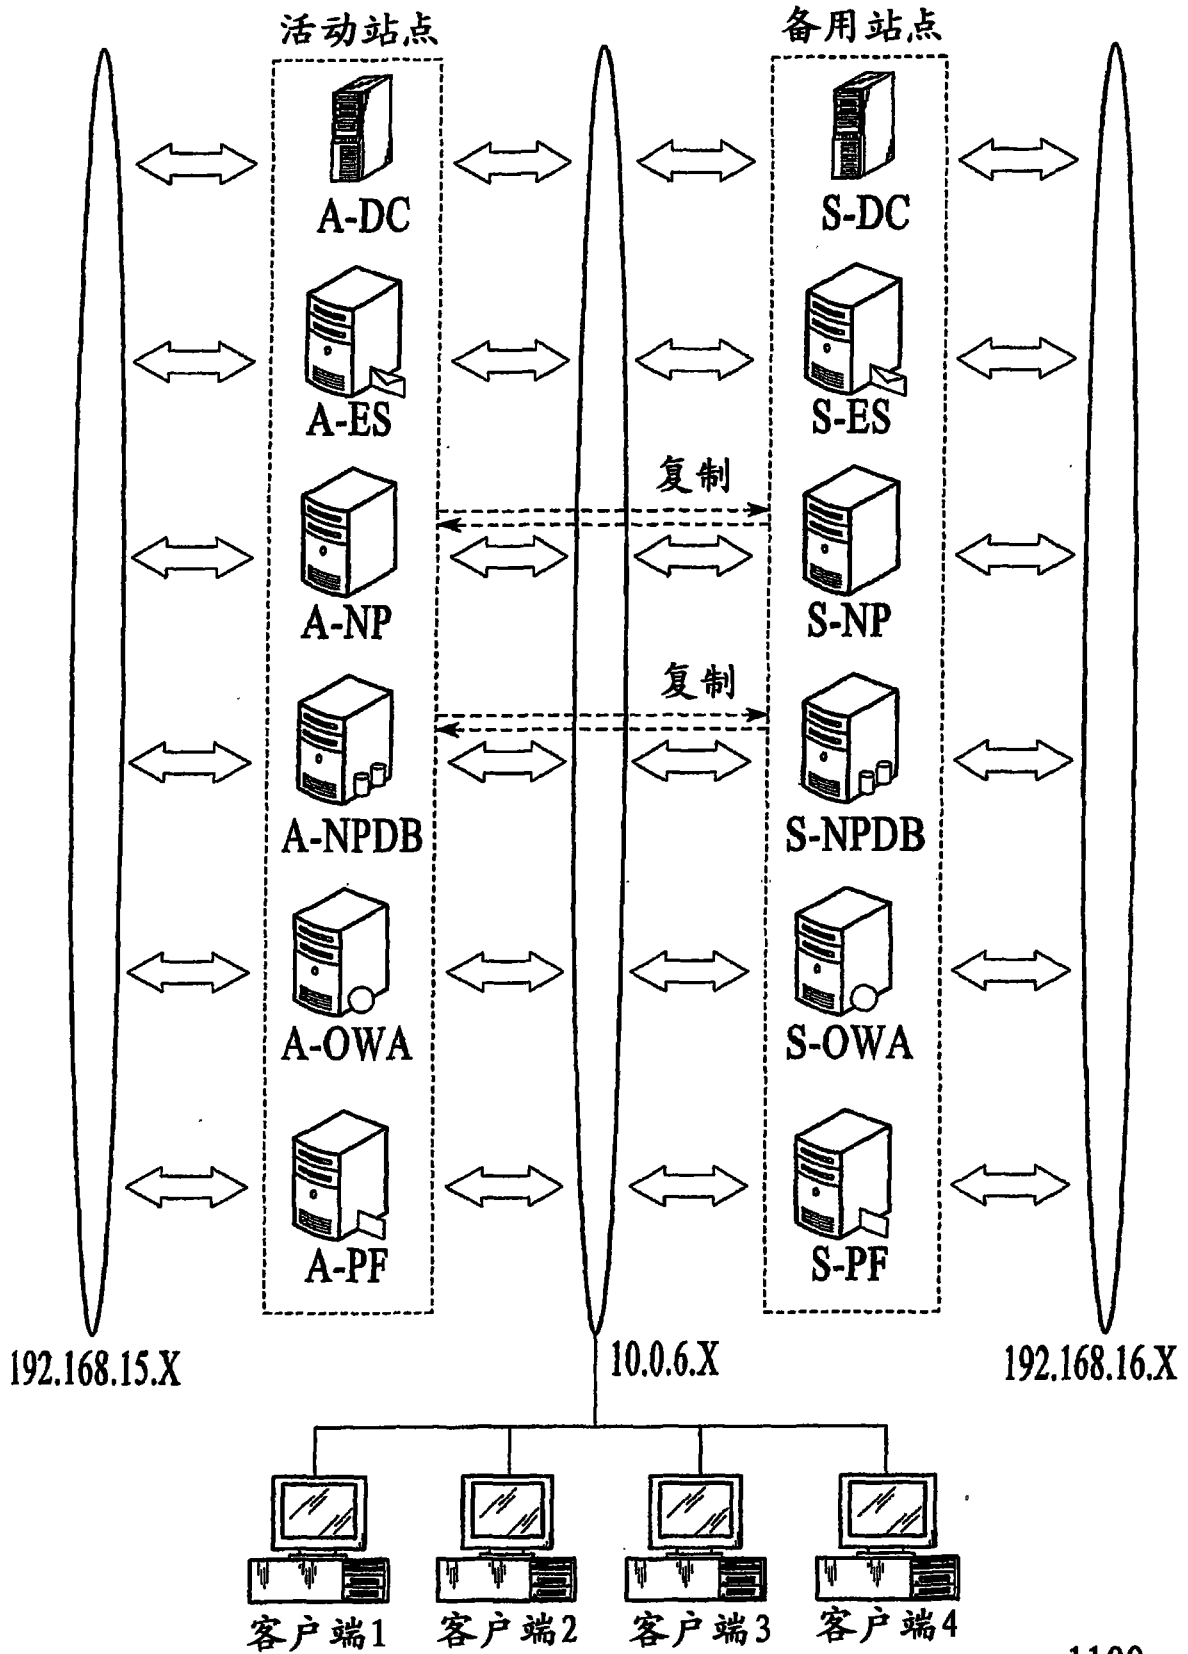 活动站点
备用站点
A-DC
S-DC
A-ES
S-ES
复制
A-NP
S-NP
复制
A-NPDB
S-NPDB
A-OWA
S-OWA
A-PF
S-PF
192.168.15.X
10.0.6.X
192.168.16.X
客户端1
客户端2
客户端3
客户端4